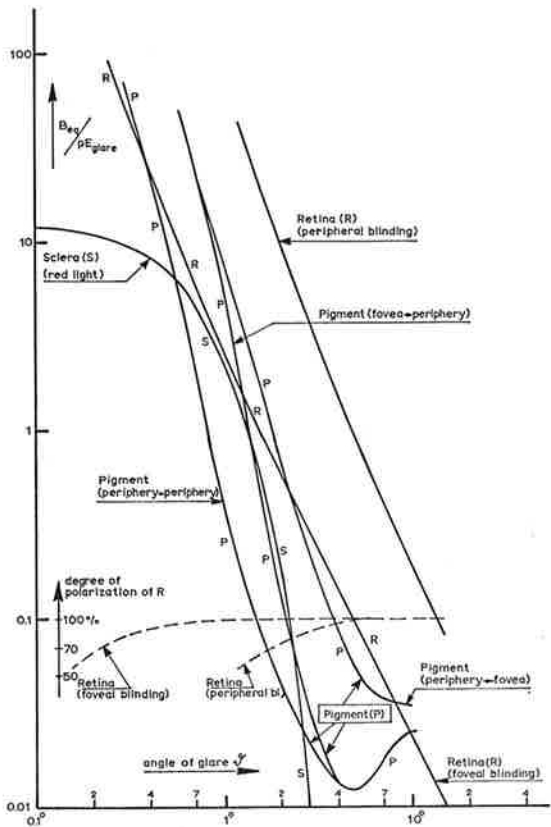 100
R
P
Beq/
pEglare
Retina (R)
(peripheral blinding)
P
10
Sclera (S)
(red light)
R
P
Pigment (fovea→periphery)
S
P
R
1
Pigment
(periphery→periphery)
P
P
S
degree of
polarization of R
0.1
100%
70
50
R
P
Retina
(foveal blinding)
Retina
(peripheral bl)
Pigment
(periphery→fovea)
Pigment (P)
angle of glare ϑ
S
P
Retina (R)
(foveal blinding)
0.01
2 4 7 2 4 7 2 4
0.1° 1° 10°